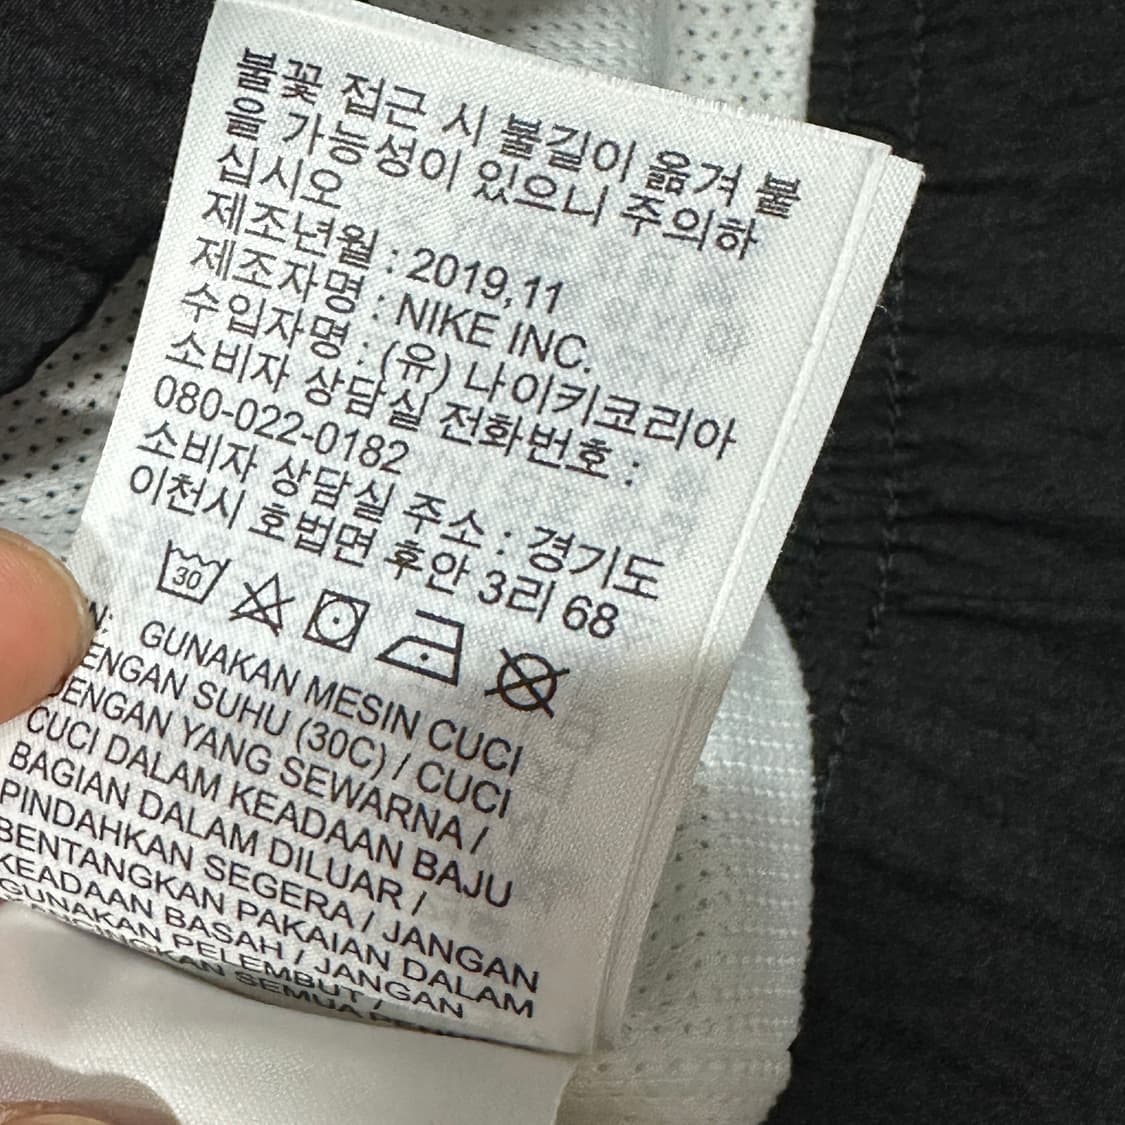 불꽃 접근 시 불길이 옮겨 붙
을 가능성이 있으니 주의하
십시오
제조년월 : 2019,11
제조자명 : NIKE INC.
수입자명 : (유) 나이키코리아
소비자 상담실 전화번호 :
080-022-0182
소비자 상담실 주소 : 경기도
이천시 호법면 후안 3리 68
30
GUNAKAN MESIN CUCI
DENGAN SUHU (30C) / CUCI
DENGAN YANG SEWARNA /
CUCI DALAM KEADAAN BAJU
BAGIAN DALAM DILUAR /
PINDAHKAN SEGERA / JANGAN
BENTANGKAN PAKAIAN DALAM
KEADAAN BASAH / JANGAN
GUNAKAN PELEMBUT /
SEMUA